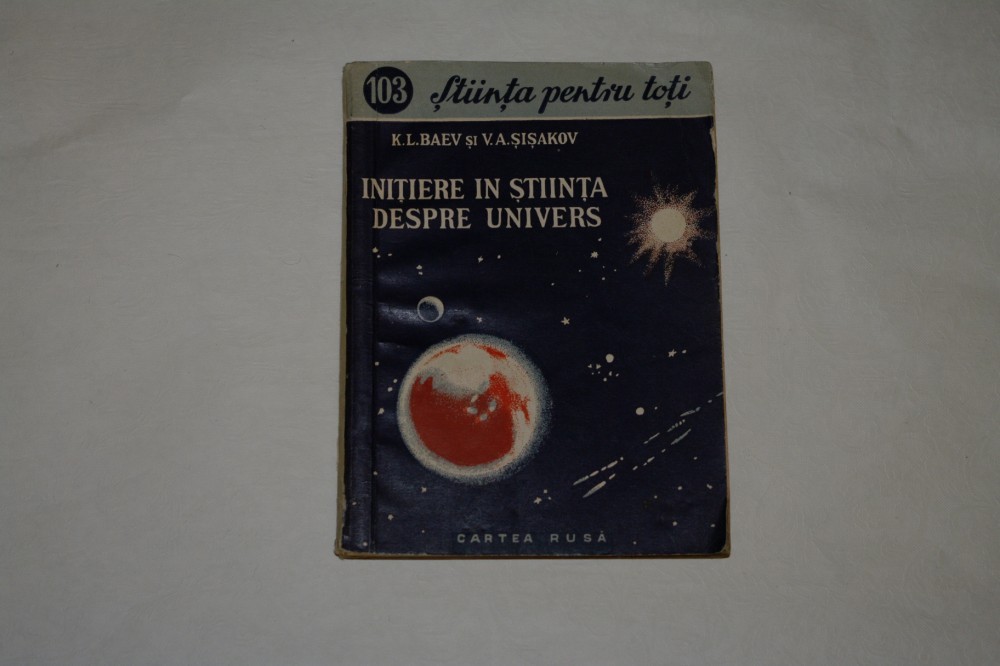 103 Știința pentru toți
K.L.BAEV ȘI V.A.ȘIȘAKOV
INIȚIERE IN ȘTIINȚA
DESPRE UNIVERS
CARTEA RUSĂ